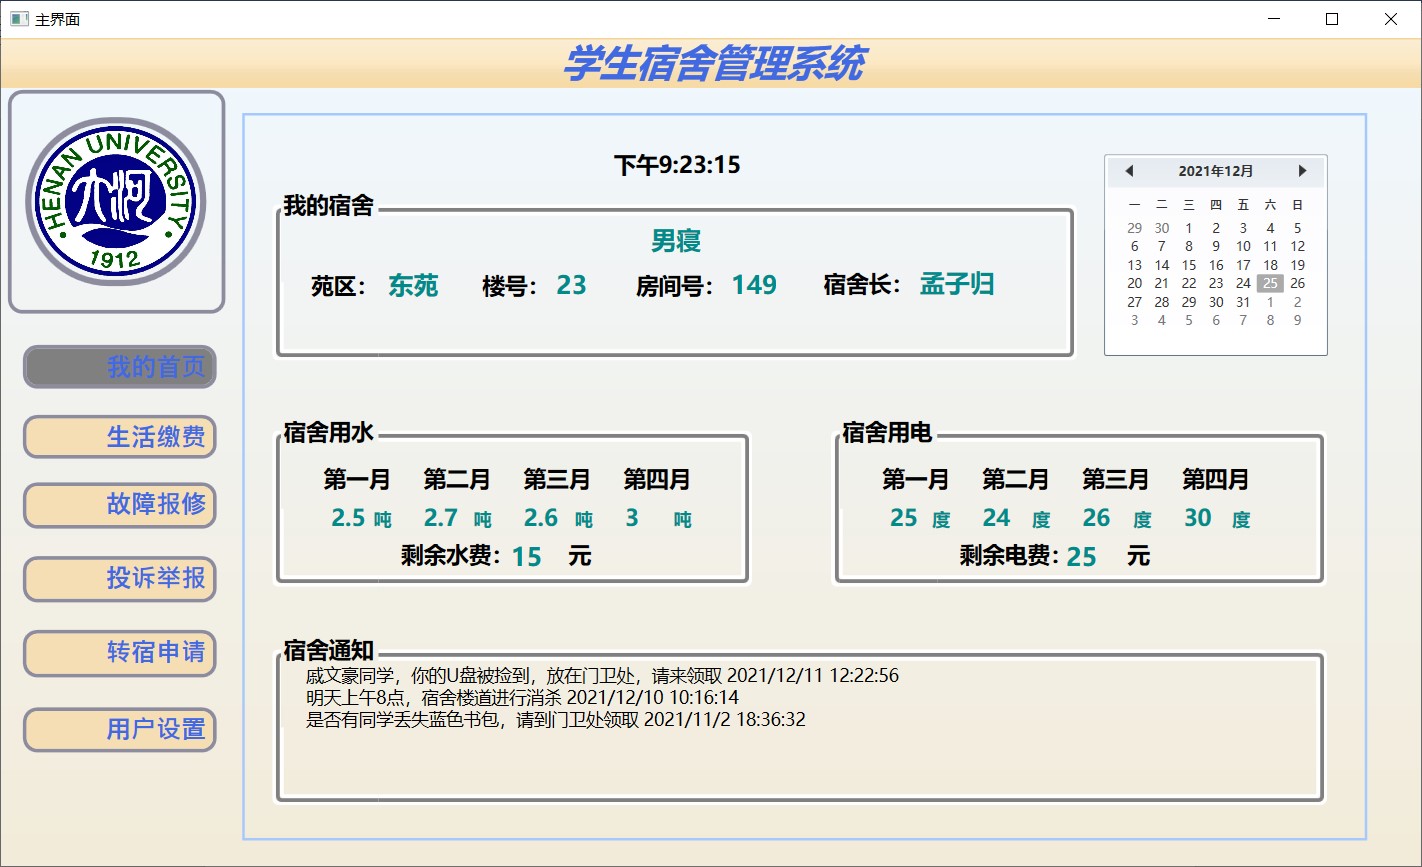 主界面
学生宿舍管理系统
HENAN UNIVERSITY
大河
1912
我的首页
生活缴费
故障报修
投诉举报
转宿申请
用户设置
下午9:23:15
2021年12月
一 二 三 四 五 六 日
29 30 1 2 3 4 5
6 7 8 9 10 11 12
13 14 15 16 17 18 19
20 21 22 23 24 25 26
27 28 29 30 31 1 2
3 4 5 6 7 8 9
我的宿舍
男寝
苑区： 东苑 楼号： 23 房间号： 149 宿舍长： 孟子归
宿舍用水
第一月 第二月 第三月 第四月
2.5 吨 2.7 吨 2.6 吨 3 吨
剩余水费：15 元
宿舍用电
第一月 第二月 第三月 第四月
25 度 24 度 26 度 30 度
剩余电费：25 元
宿舍通知
戚文豪同学，你的U盘被捡到，放在门卫处，请来领取 2021/12/11 12:22:56
明天上午8点，宿舍楼道进行消杀 2021/12/10 10:16:14
是否有同学丢失蓝色书包，请到门卫处领取 2021/11/2 18:36:32